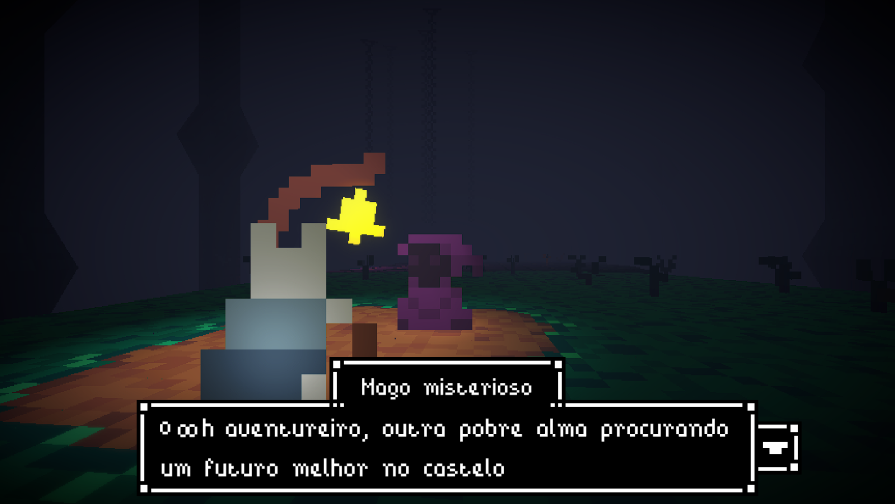 Mago misterioso
oooh aventureiro, outra pobre alma procurando
um futuro melhor no castelo